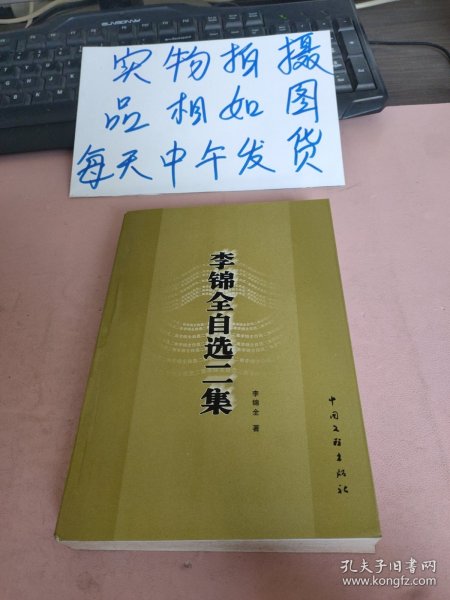 实物拍摄
品相如图
每天中午发货
李锦全自选二集
李锦全 著
中国文联出版社
孔夫子旧书网
www.kongfz.com